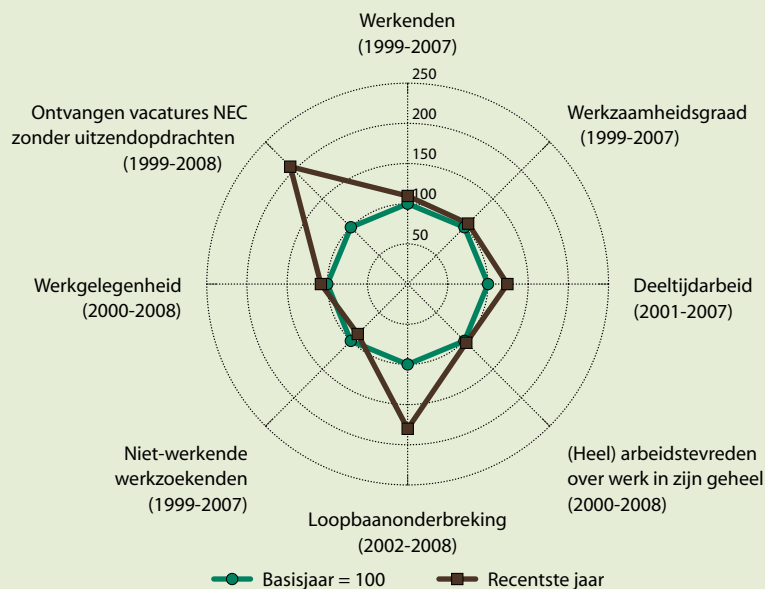 Werkenden
(1999-2007)
250
200
150
100
50
Werkzaamheidsgraad
(1999-2007)
Deeltijdarbeid
(2001-2007)
(Heel) arbeidstevreden
over werk in zijn geheel
(2000-2008)
Loopbaanonderbreking
(2002-2008)
Niet-werkende
werkzoekenden
(1999-2007)
Werkgelegenheid
(2000-2008)
Ontvangen vacatures NEC
zonder uitzendopdrachten
(1999-2008)
Basisjaar = 100
Recentste jaar